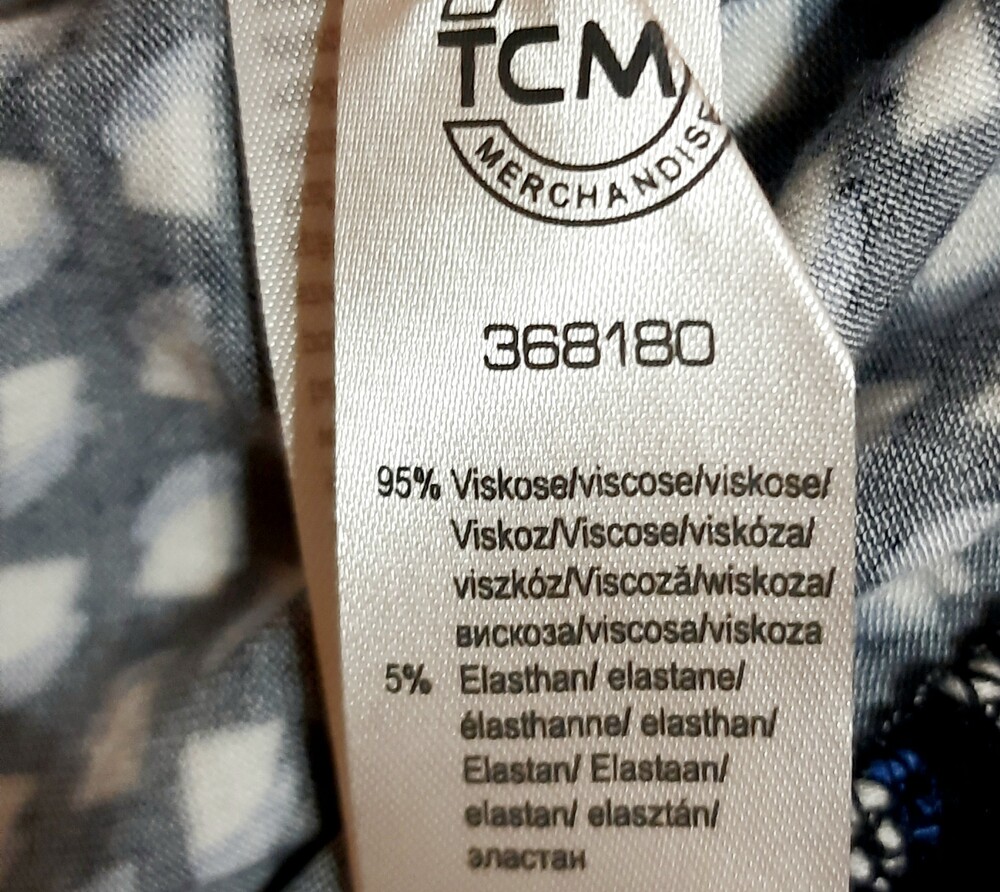 TCM
MERCHANDISE
368180
95% Viskose/viscose/viskose/
Viskoz/Viscose/viskóza/
viszkóz/Viscoză/wiskoza/
вискоза/viscosa/viskoza
5% Elasthan/ elastane/
élasthanne/ elasthan/
Elastan/ Elastaan/
elastan/ elasztán/
эластан